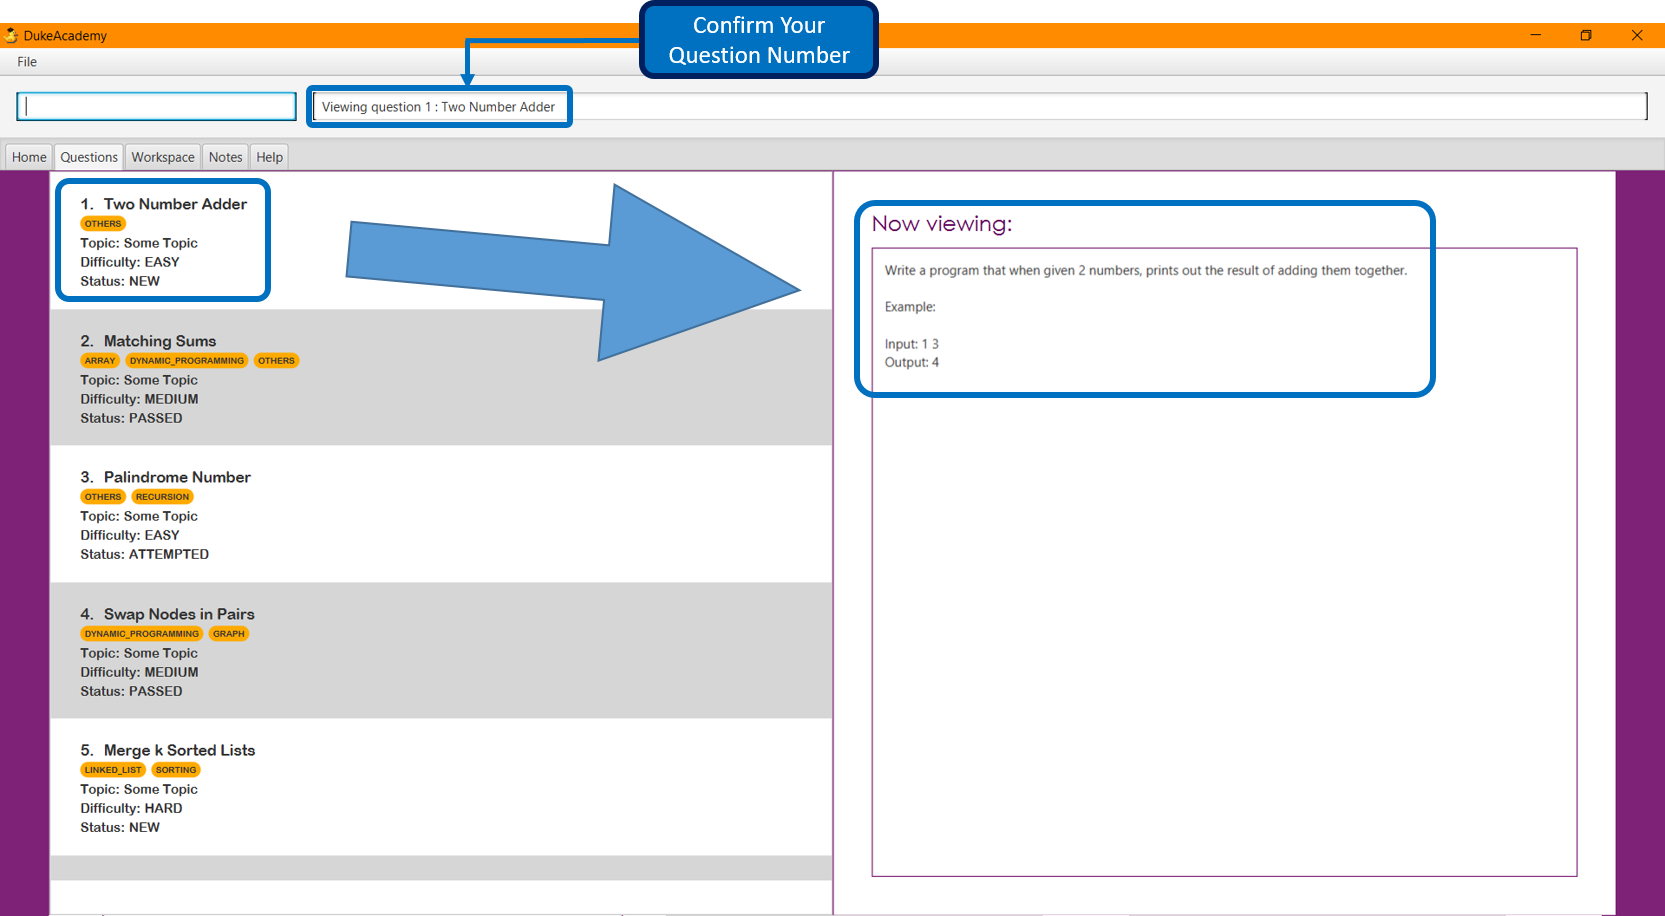 Confirm Your
Question Number
DukeAcademy
File
Viewing question 1 : Two Number Adder
Home Questions Workspace Notes Help
1. Two Number Adder
OTHERS
Topic: Some Topic
Difficulty: EASY
Status: NEW
2. Matching Sums
ARRAY DYNAMIC_PROGRAMMING OTHERS
Topic: Some Topic
Difficulty: MEDIUM
Status: PASSED
3. Palindrome Number
OTHERS RECURSION
Topic: Some Topic
Difficulty: EASY
Status: ATTEMPTED
4. Swap Nodes in Pairs
DYNAMIC_PROGRAMMING GRAPH
Topic: Some Topic
Difficulty: MEDIUM
Status: PASSED
5. Merge k Sorted Lists
LINKED_LIST SORTING
Topic: Some Topic
Difficulty: HARD
Status: NEW
Now viewing:
Write a program that when given 2 numbers, prints out the result of adding them together.
Example:
Input: 1 3
Output: 4